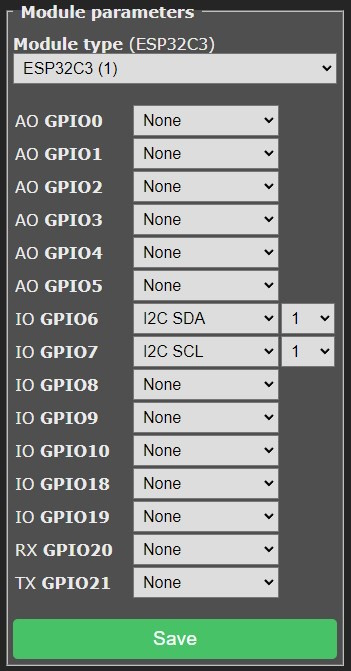 Module parameters
Module type (ESP32C3)
ESP32C3 (1)
AO GPIO0 None
AO GPIO1 None
AO GPIO2 None
AO GPIO3 None
AO GPIO4 None
AO GPIO5 None
IO GPIO6 I2C SDA 1
IO GPIO7 I2C SCL 1
IO GPIO8 None
IO GPIO9 None
IO GPIO10 None
IO GPIO18 None
IO GPIO19 None
RX GPIO20 None
TX GPIO21 None
Save